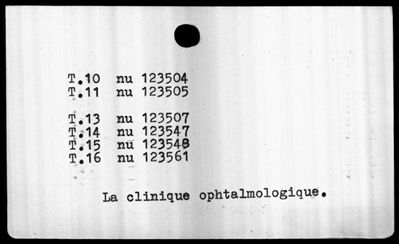 T.10 nu 123504
T.11 nu 123505
T.13 nu 123507
T.14 nu 123547
T.15 nu 123548
T.16 nu 123561
La clinique ophtalmologique.